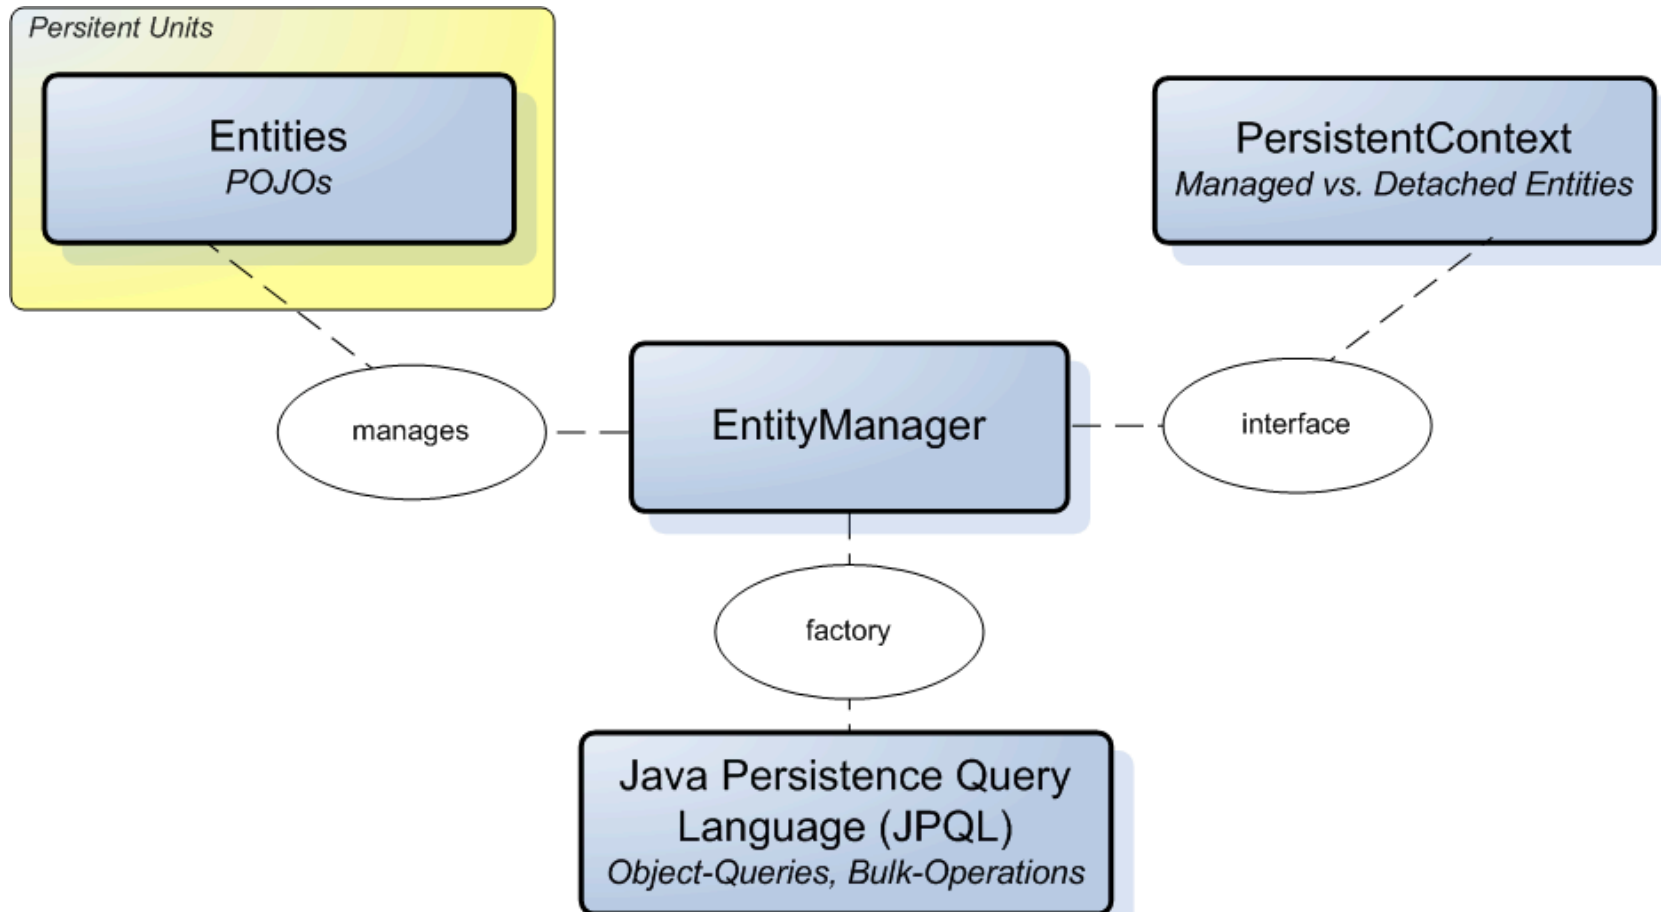 Persitent Units
Entities
POJOs
PersistentContext
Managed vs. Detached Entities
manages
EntityManager
interface
factory
Java Persistence Query
Language (JPQL)
Object-Queries, Bulk-Operations